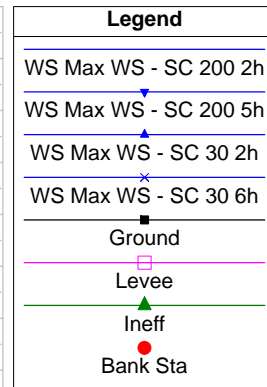 Legend
WS Max WS - SC 200 2h
WS Max WS - SC 200 5h
WS Max WS - SC 30 2h
WS Max WS - SC 30 6h
Ground
Levee
Ineff
Bank Sta